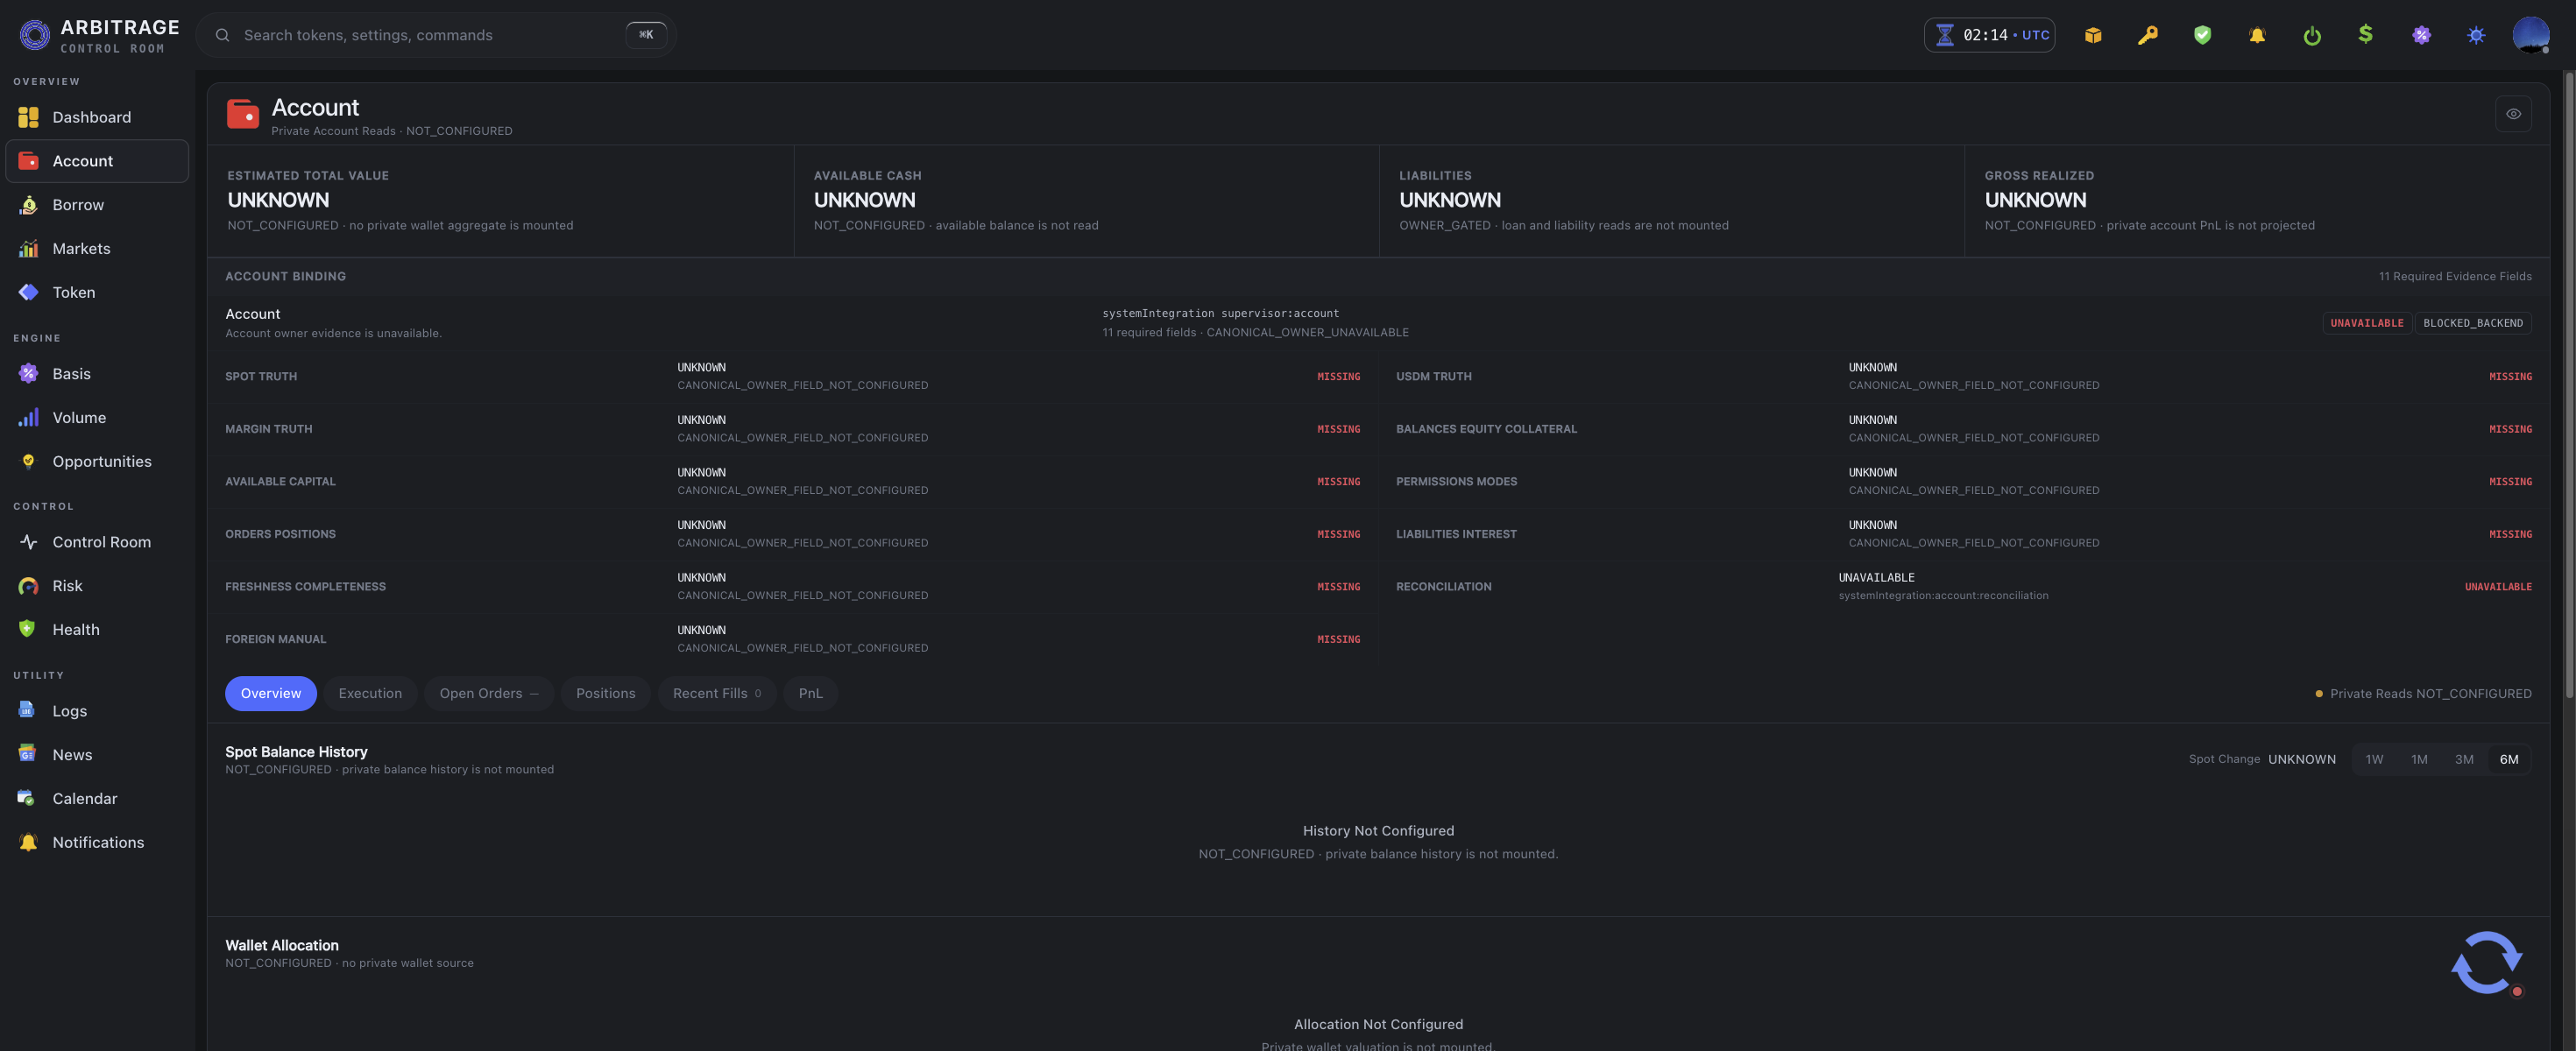 ARBITRAGE
CONTROL ROOM
Search tokens, settings, commands
⌘K
02:14 • UTC
OVERVIEW
Dashboard
Account
Borrow
Markets
Token
ENGINE
Basis
Volume
Opportunities
CONTROL
Control Room
Risk
Health
UTILITY
Logs
News
Calendar
Notifications
Account
Private Account Reads · NOT_CONFIGURED
ESTIMATED TOTAL VALUE
UNKNOWN
NOT_CONFIGURED · no private wallet aggregate is mounted
AVAILABLE CASH
UNKNOWN
NOT_CONFIGURED · available balance is not read
LIABILITIES
UNKNOWN
OWNER_GATED · loan and liability reads are not mounted
GROSS REALIZED
UNKNOWN
NOT_CONFIGURED · private account PnL is not projected
ACCOUNT BINDING
11 Required Evidence Fields
Account
Account owner evidence is unavailable.
systemIntegration supervisor:account
11 required fields · CANONICAL_OWNER_UNAVAILABLE
UNAVAILABLE
BLOCKED_BACKEND
SPOT TRUTH
UNKNOWN
CANONICAL_OWNER_FIELD_NOT_CONFIGURED
MISSING
USDM TRUTH
UNKNOWN
CANONICAL_OWNER_FIELD_NOT_CONFIGURED
MISSING
MARGIN TRUTH
UNKNOWN
CANONICAL_OWNER_FIELD_NOT_CONFIGURED
MISSING
BALANCES EQUITY COLLATERAL
UNKNOWN
CANONICAL_OWNER_FIELD_NOT_CONFIGURED
MISSING
AVAILABLE CAPITAL
UNKNOWN
CANONICAL_OWNER_FIELD_NOT_CONFIGURED
MISSING
PERMISSIONS MODES
UNKNOWN
CANONICAL_OWNER_FIELD_NOT_CONFIGURED
MISSING
ORDERS POSITIONS
UNKNOWN
CANONICAL_OWNER_FIELD_NOT_CONFIGURED
MISSING
LIABILITIES INTEREST
UNKNOWN
CANONICAL_OWNER_FIELD_NOT_CONFIGURED
MISSING
FRESHNESS COMPLETENESS
UNKNOWN
CANONICAL_OWNER_FIELD_NOT_CONFIGURED
MISSING
RECONCILIATION
UNAVAILABLE
systemIntegration:account:reconciliation
UNAVAILABLE
FOREIGN MANUAL
UNKNOWN
CANONICAL_OWNER_FIELD_NOT_CONFIGURED
MISSING
Overview
Execution
Open Orders —
Positions
Recent Fills 0
PnL
Private Reads NOT_CONFIGURED
Spot Balance History
NOT_CONFIGURED · private balance history is not mounted
Spot Change UNKNOWN
1W
1M
3M
6M
History Not Configured
NOT_CONFIGURED · private balance history is not mounted.
Wallet Allocation
NOT_CONFIGURED · no private wallet source
Allocation Not Configured
Private wallet valuation is not mounted.